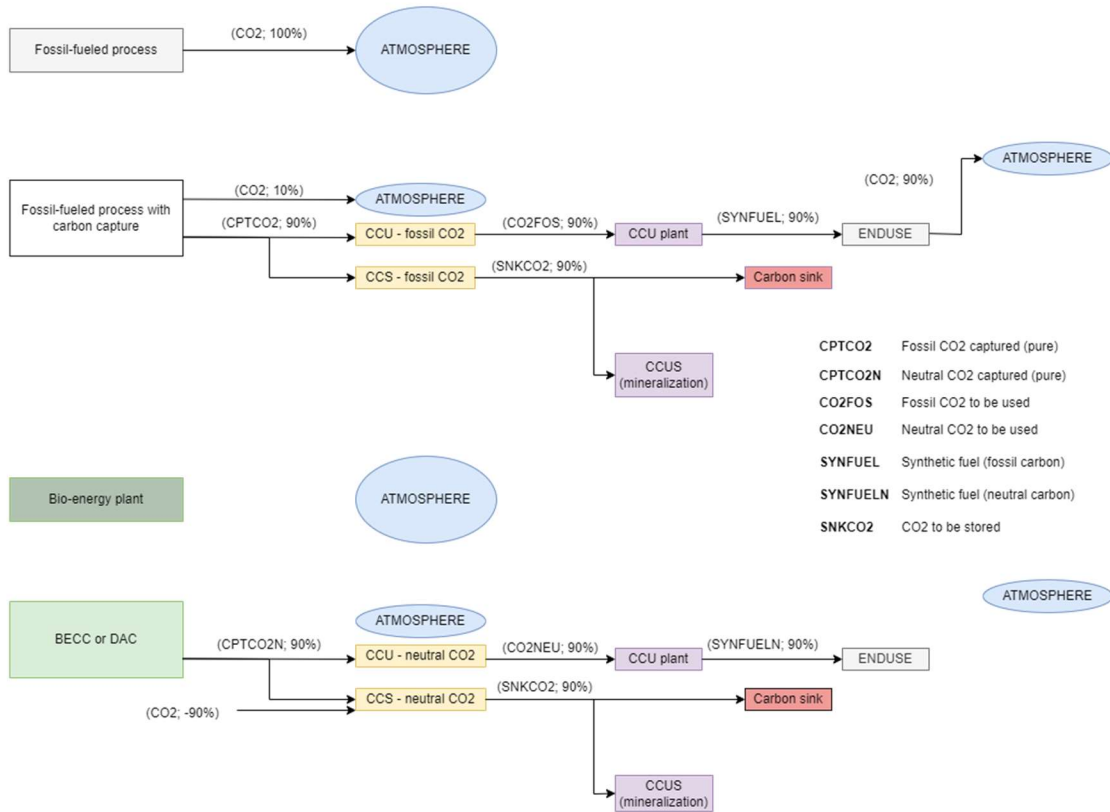 (CO2; 100%)
Fossil-fueled process
ATMOSPHERE
ATMOSPHERE
(CO2; 90%)
(CO2; 10%)
ATMOSPHERE
Fossil-fueled process with
carbon capture
(CPTCO2; 90%)
CCU - fossil CO2
(CO2FOS; 90%)
CCU plant
(SYNFUEL; 90%)
ENDUSE
CCS - fossil CO2
(SNKCO2; 90%)
Carbon sink
CCUS
(mineralization)
CPTCO2 Fossil CO2 captured (pure)
CPTCO2N Neutral CO2 captured (pure)
CO2FOS Fossil CO2 to be used
CO2NEU Neutral CO2 to be used
SYNFUEL Synthetic fuel (fossil carbon)
SYNFUELN Synthetic fuel (neutral carbon)
SNKCO2 CO2 to be stored
Bio-energy plant
ATMOSPHERE
ATMOSPHERE
ATMOSPHERE
BECC or DAC
(CPTCO2N; 90%)
CCU - neutral CO2
(CO2NEU; 90%)
CCU plant
(SYNFUELN; 90%)
ENDUSE
CCS - neutral CO2
(SNKCO2; 90%)
Carbon sink
(CO2; -90%)
CCUS
(mineralization)